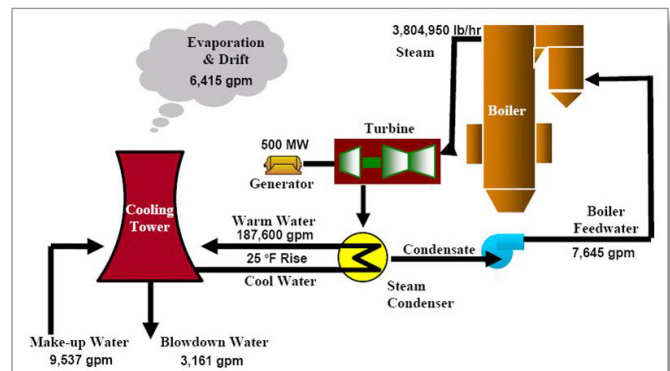 3,804,950 lb/hr
Steam
Evaporation
& Drift
6,415 gpm
Boiler
Turbine
500 MW
Generator
Cooling
Tower
Warm Water
187,600 gpm
25 °F Rise
Cool Water
Condensate
Steam
Condenser
Boiler
Feedwater
7,645 gpm
Make-up Water
9,537 gpm
Blowdown Water
3,161 gpm